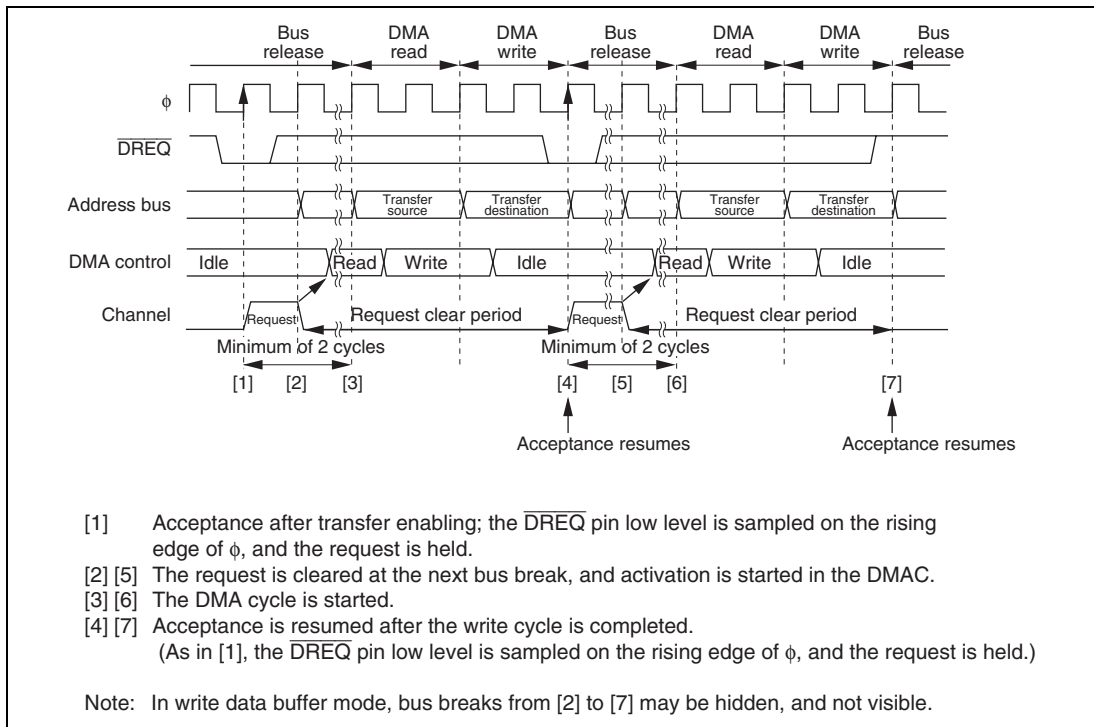 Bus release DMA read DMA write Bus release DMA read DMA write Bus release
φ
DREQ
Address bus Transfer source Transfer destination Transfer source Transfer destination
DMA control Idle Read Write Idle Read Write Idle
Channel Request Request clear period Request Request clear period
Minimum of 2 cycles Minimum of 2 cycles
[1] [2] [3] [4] [5] [6] [7]
Acceptance resumes Acceptance resumes
[1] Acceptance after transfer enabling; the DREQ pin low level is sampled on the rising
edge of φ, and the request is held.
[2] [5] The request is cleared at the next bus break, and activation is started in the DMAC.
[3] [6] The DMA cycle is started.
[4] [7] Acceptance is resumed after the write cycle is completed.
(As in [1], the DREQ pin low level is sampled on the rising edge of φ, and the request is held.)
Note: In write data buffer mode, bus breaks from [2] to [7] may be hidden, and not visible.